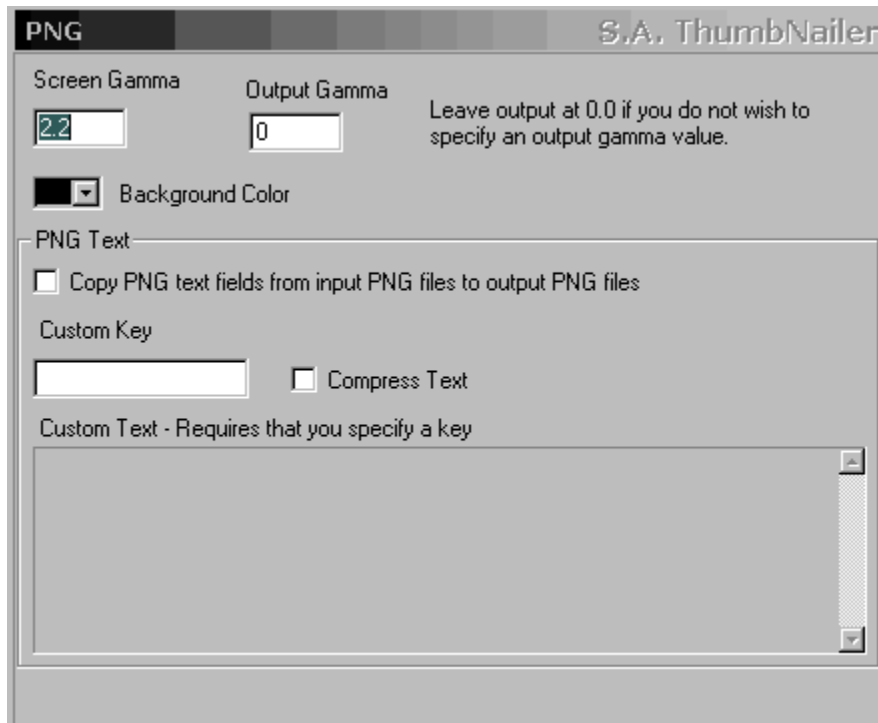 PNG
S.A. ThumbNailer
Screen Gamma
Output Gamma
2.2
0
Leave output at 0.0 if you do not wish to
specify an output gamma value.
Background Color
PNG Text
Copy PNG text fields from input PNG files to output PNG files
Custom Key
Compress Text
Custom Text - Requires that you specify a key